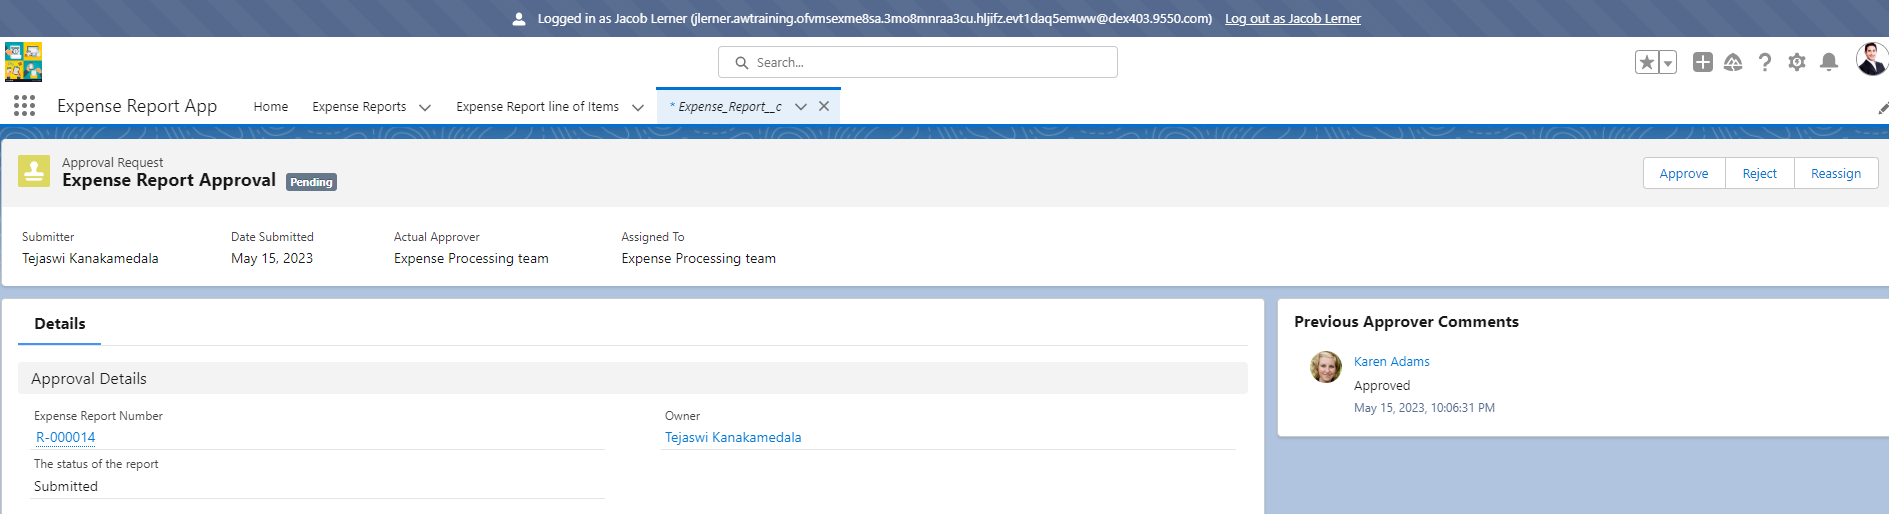 Logged in as Jacob Lerner (jlerner.awtraining.ofvmsexme8sa.3mo8mnraa3cu.hljifz.evt1daq5emww@dex403.9550.com) Log out as Jacob Lerner
Search...
Expense Report App Home Expense Reports Expense Report line of Items * Expense_Report__c
Approval Request
Expense Report Approval Pending
Approve Reject Reassign
Submitter Date Submitted Actual Approver Assigned To
Tejaswi Kanakamedala May 15, 2023 Expense Processing team Expense Processing team
Details
Approval Details
Expense Report Number Owner
R-000014 Tejaswi Kanakamedala
The status of the report
Submitted
Previous Approver Comments
Karen Adams
Approved
May 15, 2023, 10:06:31 PM